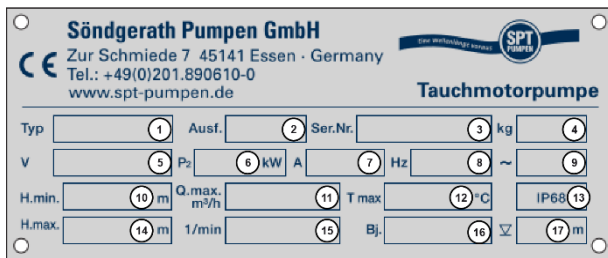 Söndgerath Pumpen GmbH
Zur Schmiede 7 45141 Essen · Germany
Tel.: +49(0)201.890610-0
www.spt-pumpen.de
CE
Eine Wellenlänge voraus
SPT
PUMPEN
Tauchmotorpumpe
Typ 1 Ausf. 2 Ser.Nr. 3 kg 4
V 5 P2 6 kW A 7 Hz 8 ~ 9
H.min. 10 m Q.max. m³/h 11 T max 12 °C IP68 13
H.max. 14 m 1/min 15 Bj. 16 17 m